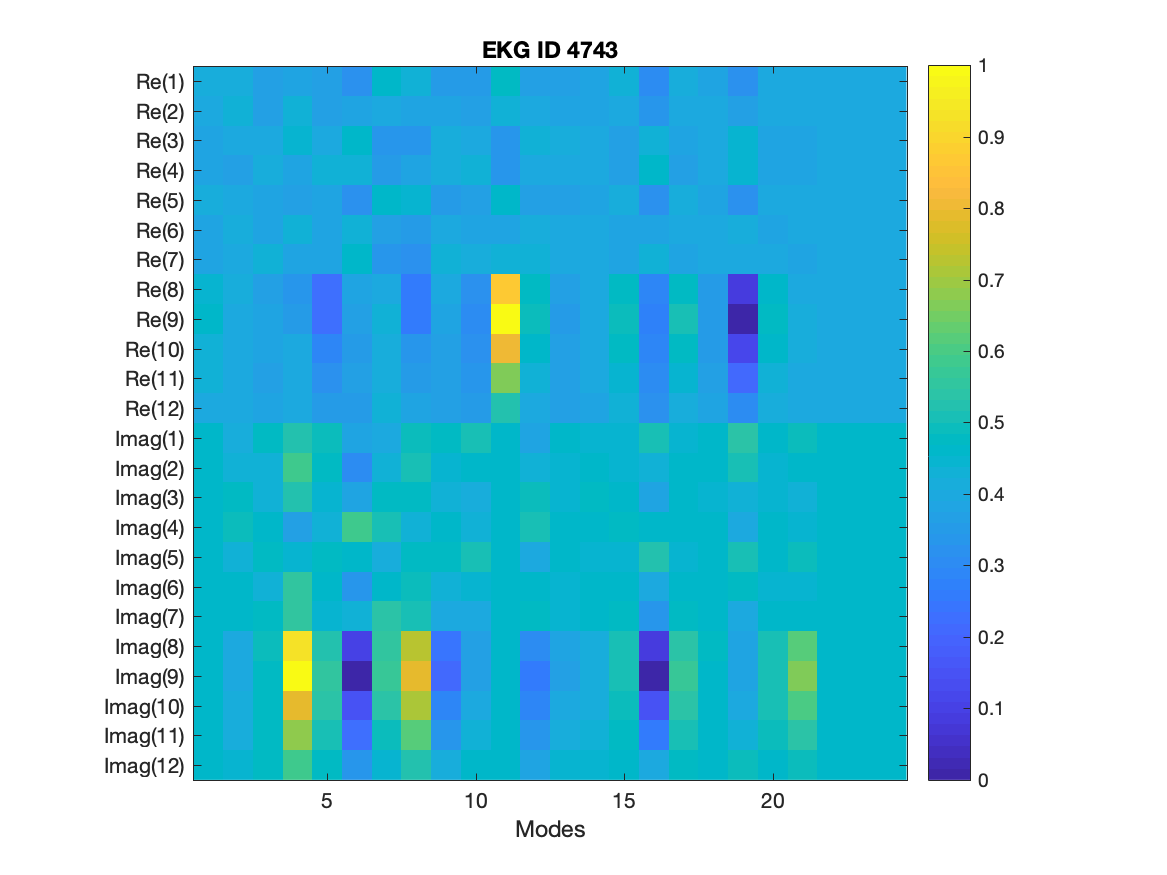 EKG ID 4743
Re(1)
Re(2)
Re(3)
Re(4)
Re(5)
Re(6)
Re(7)
Re(8)
Re(9)
Re(10)
Re(11)
Re(12)
Imag(1)
Imag(2)
Imag(3)
Imag(4)
Imag(5)
Imag(6)
Imag(7)
Imag(8)
Imag(9)
Imag(10)
Imag(11)
Imag(12)
5 10 15 20
Modes
1
0.9
0.8
0.7
0.6
0.5
0.4
0.3
0.2
0.1
0